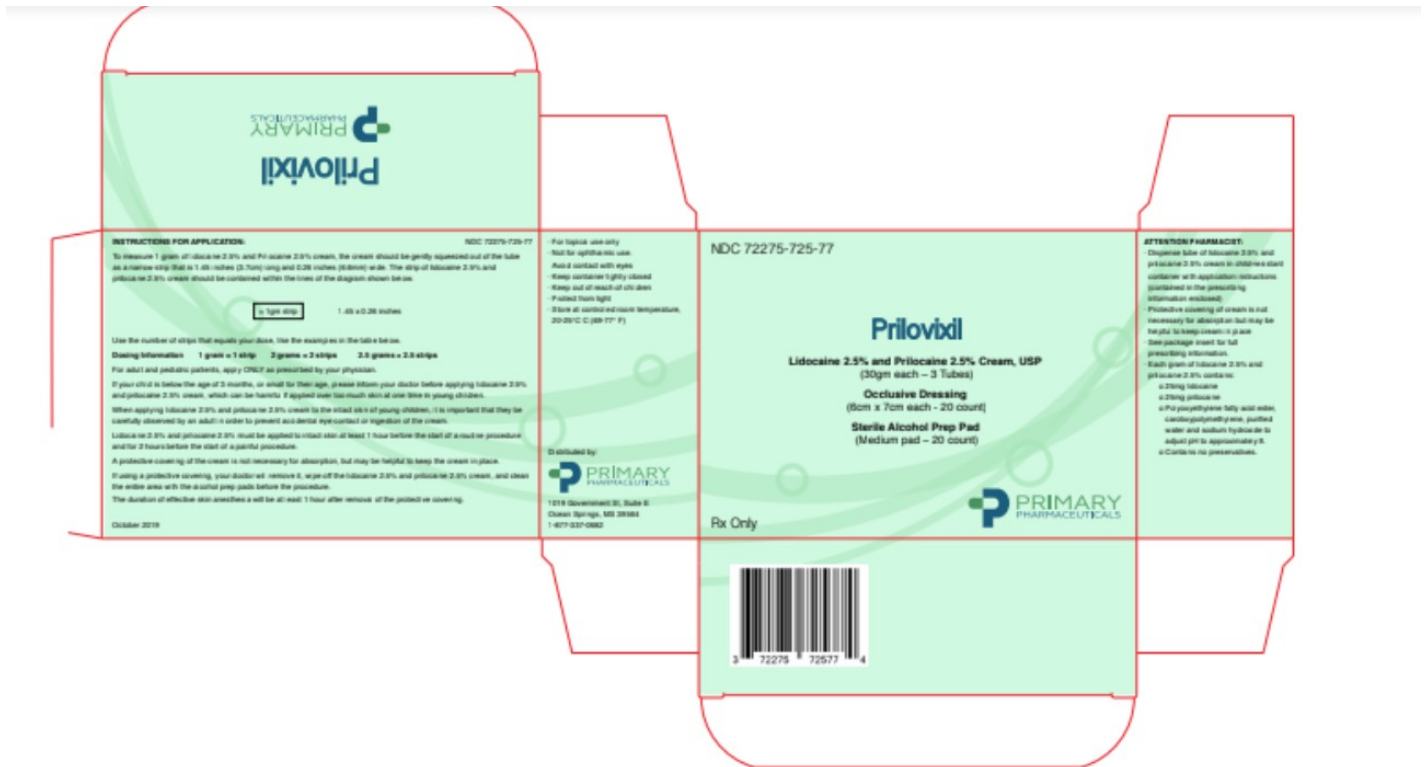 PRIMARY
PHARMACEUTICALS
Prilovixil
INSTRUCTIONS FOR APPLICATION: NDC 72275-725-77
To measure 1 gram of lidocaine 2.5% and Prilocaine 2.5% cream, the cream should be gently squeezed out of the tube
as a narrow strip that is 1.45 inches (3.7cm) long and 0.26 inches (6.6mm) wide. The strip of lidocaine 2.5% and
prilocaine 2.5% cream should be contained within the lines of the diagram shown below.
1gm strip 1.45 x 0.26 inches
Use the number of strips that equals your dose, like the examples in the table below.
Dosing Information 1 gram = 1 strip 2 grams = 2 strips 2.5 grams = 2.5 strips
For adult and pediatric patients, apply ONLY as prescribed by your physician.
If your child is below the age of 3 months, or small for their age, please inform your doctor before applying lidocaine 2.5%
and prilocaine 2.5% cream, which can be harmful if applied over too much skin at one time in young children.
When applying lidocaine 2.5% and prilocaine 2.5% cream to the intact skin of young children, it is important that they be
carefully observed by an adult in order to prevent accidental eye contact or ingestion of the cream.
Lidocaine 2.5% and prilocaine 2.5% must be applied to intact skin at least 1 hour before the start of a routine procedure
and for 2 hours before the start of a painful procedure.
A protective covering of the cream is not necessary for absorption, but may be helpful to keep the cream in place.
If using a protective covering, your doctor will remove it, wipe off the lidocaine 2.5% and prilocaine 2.5% cream, and clean
the entire area with the alcohol prep pads before the procedure.
The duration of effective skin anesthesia will be at least 1 hour after removal of the protective covering.
October 2019
· For topical use only
· Not for ophthalmic use.
Avoid contact with eyes
· Keep container tightly closed
· Keep out of reach of children
· Protect from light
· Store at controlled room temperature,
20-25°C C (68-77° F)
Distributed by:
PRIMARY
PHARMACEUTICALS
1019 Government St, Suite E
Ocean Springs, MS 39564
1-877-537-0682
NDC 72275-725-77
Prilovixil
Lidocaine 2.5% and Prilocaine 2.5% Cream, USP
(30gm each – 3 Tubes)
Occlusive Dressing
(6cm x 7cm each - 20 count)
Sterile Alcohol Prep Pad
(Medium pad – 20 count)
Rx Only
PRIMARY
PHARMACEUTICALS
3 72275 72577 4
ATTENTION PHARMACIST:
· Dispense tube of lidocaine 2.5% and
prilocaine 2.5% cream in childresistant
container with application instructions
(contained in the prescribing
information enclosed)
· Protective covering of cream is not
necessary for absorption but may be
helpful to keep cream in place
· See package insert for full
prescribing information.
· Each gram of lidocaine 2.5% and
prilocaine 2.5% contains:
o 25mg lidocaine
o 25mg prilocaine
o Polyoxyethylene fatty acid ester,
carboxypolymethylene, purified
water and sodium hydroxide to
adjust pH to approximately 9.
o Contains no preservatives.